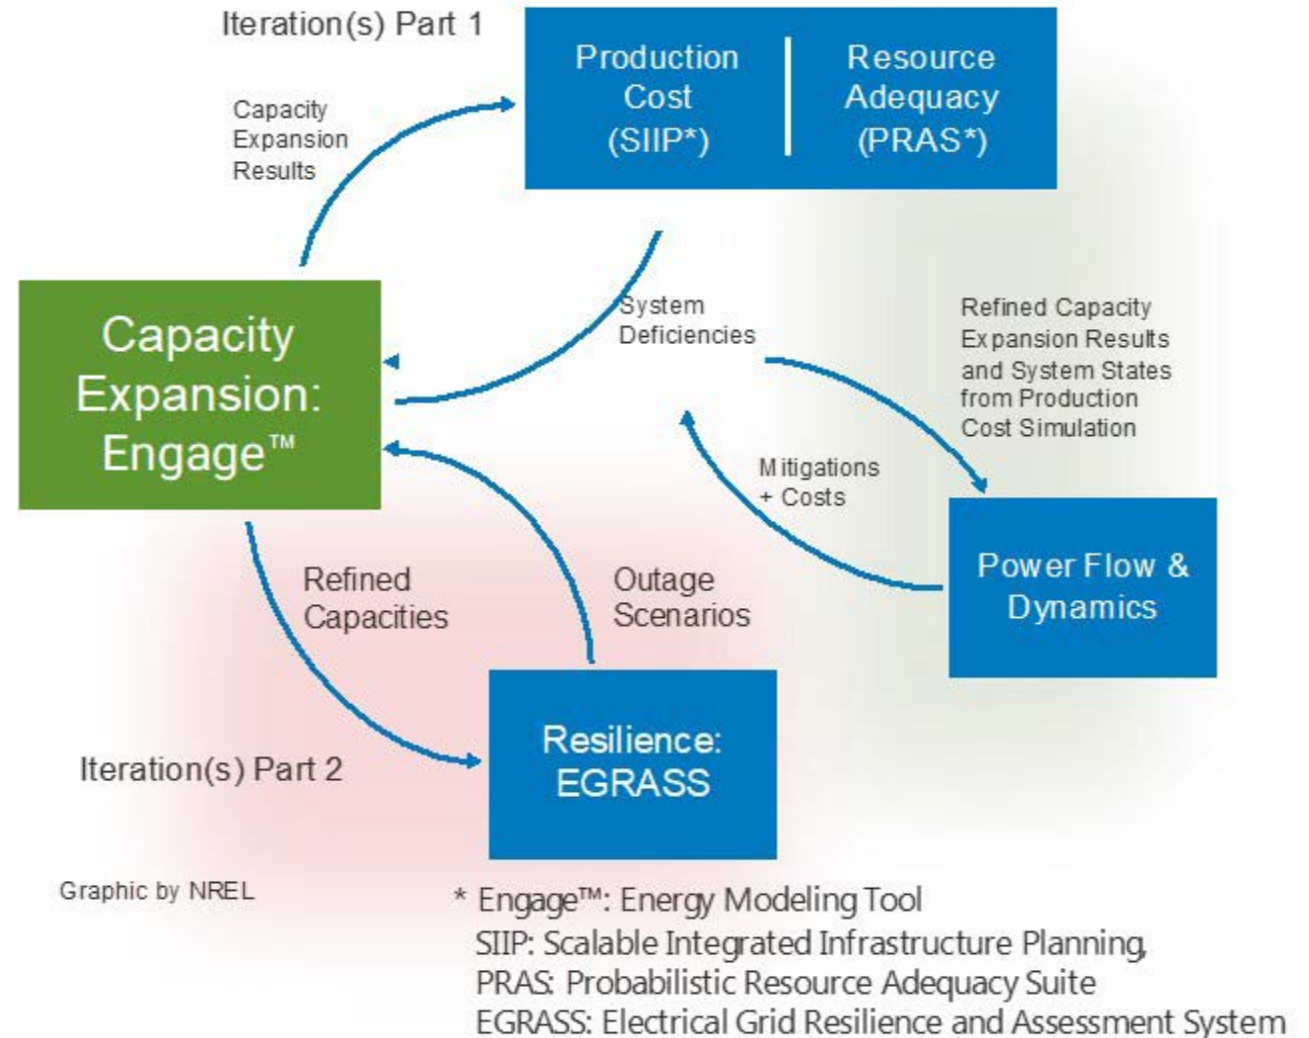 Iteration(s) Part 1
Production
Cost
(SIIP*)
Resource
Adequacy
(PRAS*)
Capacity
Expansion
Results
System
Deficiencies
Refined Capacity
Expansion Results
and System States
from Production
Cost Simulation
Capacity
Expansion:
Engage™
Mitigations
+ Costs
Power Flow &
Dynamics
Refined
Capacities
Outage
Scenarios
Resilience:
EGRASS
Iteration(s) Part 2
Graphic by NREL
* Engage™: Energy Modeling Tool
SIIP: Scalable Integrated Infrastructure Planning,
PRAS: Probabilistic Resource Adequacy Suite
EGRASS: Electrical Grid Resilience and Assessment System